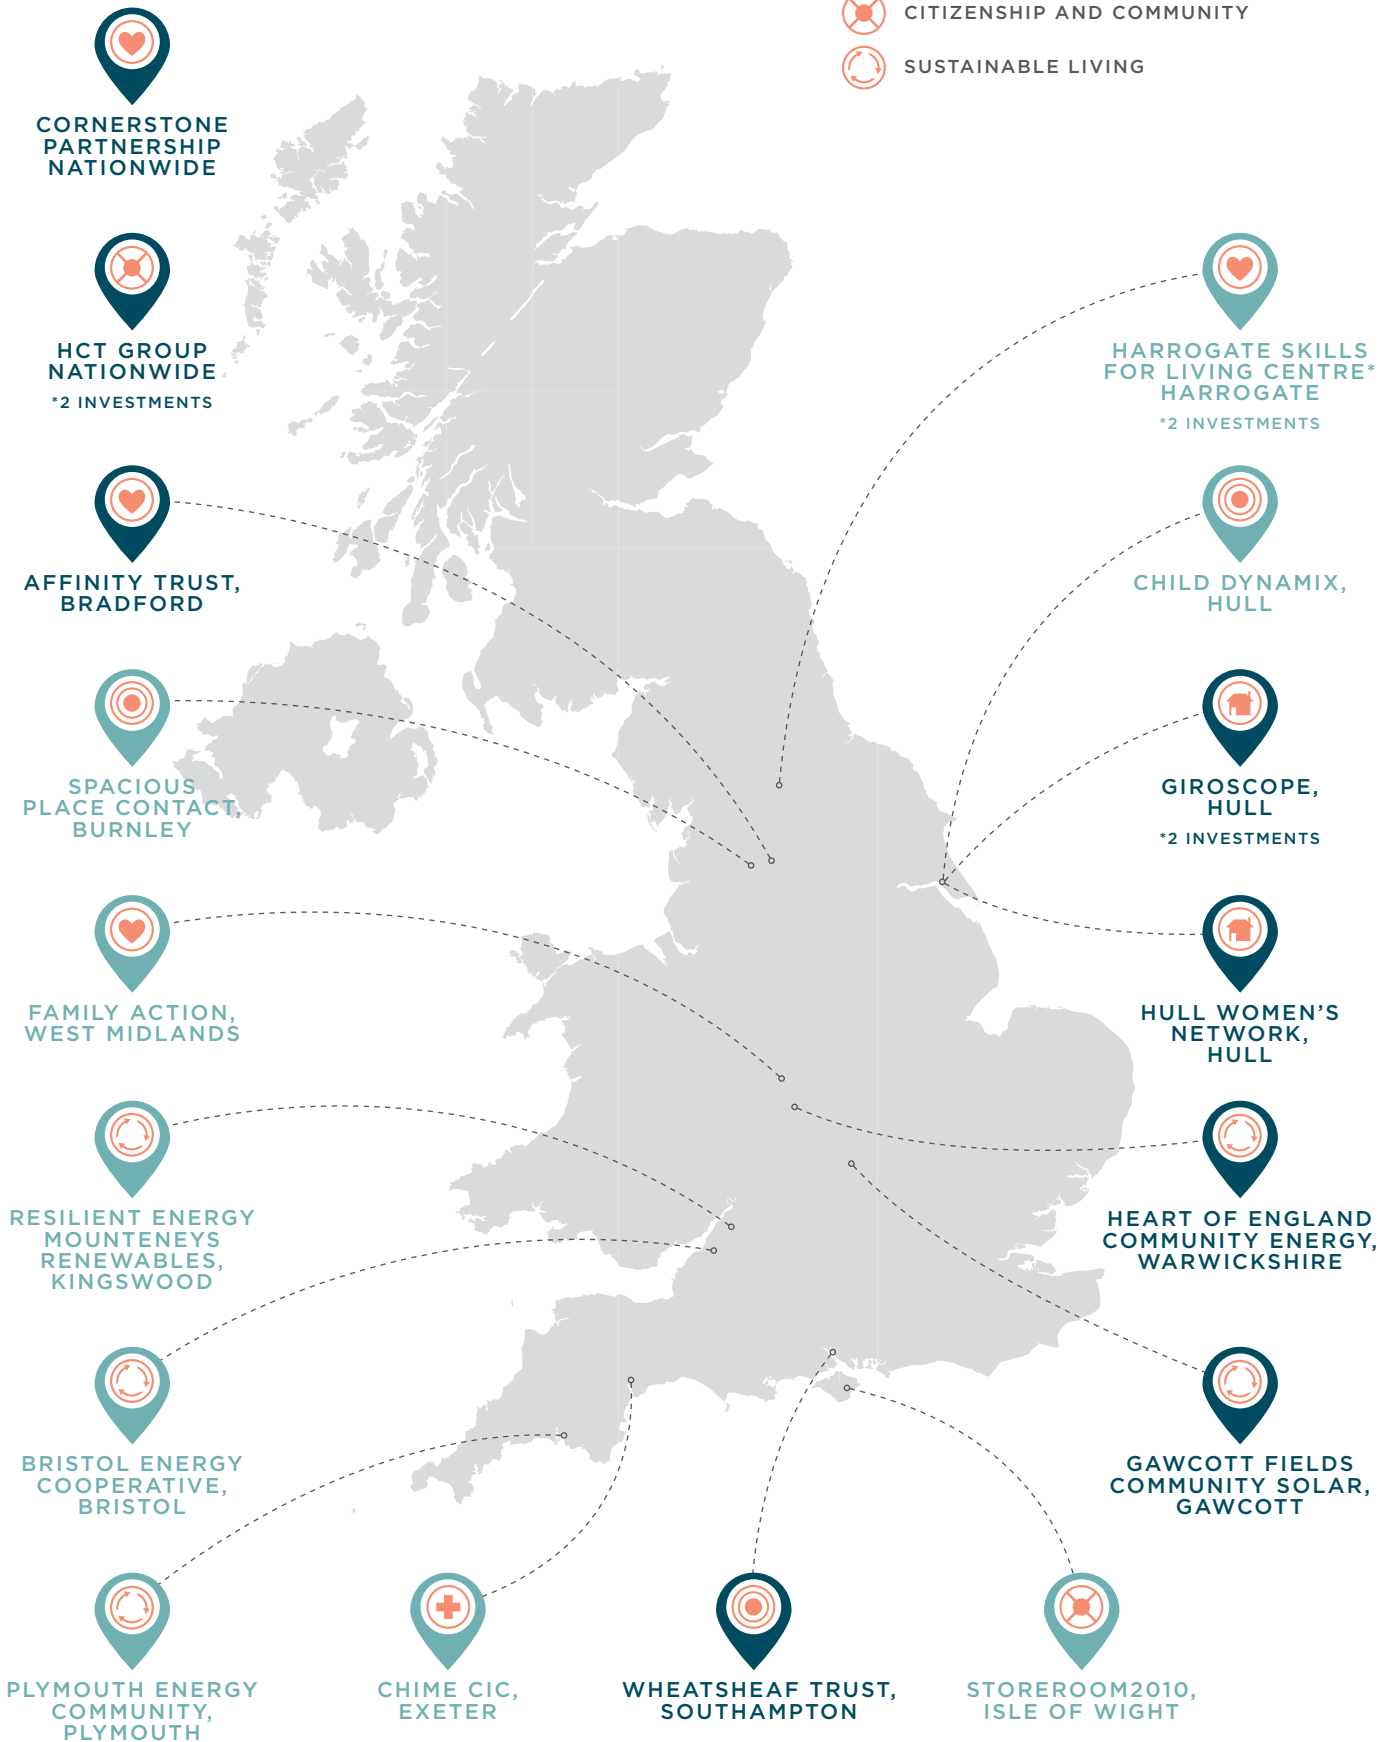 CITIZENSHIP AND COMMUNITY
SUSTAINABLE LIVING
CORNERSTONE
PARTNERSHIP
NATIONWIDE
HCT GROUP
NATIONWIDE
*2 INVESTMENTS
AFFINITY TRUST,
BRADFORD
SPACIOUS
PLACE CONTACT,
BURNLEY
FAMILY ACTION,
WEST MIDLANDS
RESILIENT ENERGY
MOUNTENEYS
RENEWABLES,
KINGSWOOD
BRISTOL ENERGY
COOPERATIVE,
BRISTOL
PLYMOUTH ENERGY
COMMUNITY,
PLYMOUTH
CHIME CIC,
EXETER
WHEATSHEAF TRUST,
SOUTHAMPTON
STOREROOM2010,
ISLE OF WIGHT
HARROGATE SKILLS
FOR LIVING CENTRE*
HARROGATE
*2 INVESTMENTS
CHILD DYNAMIX,
HULL
GIROSCOPE,
HULL
*2 INVESTMENTS
HULL WOMEN'S
NETWORK,
HULL
HEART OF ENGLAND
COMMUNITY ENERGY,
WARWICKSHIRE
GAWCOTT FIELDS
COMMUNITY SOLAR,
GAWCOTT